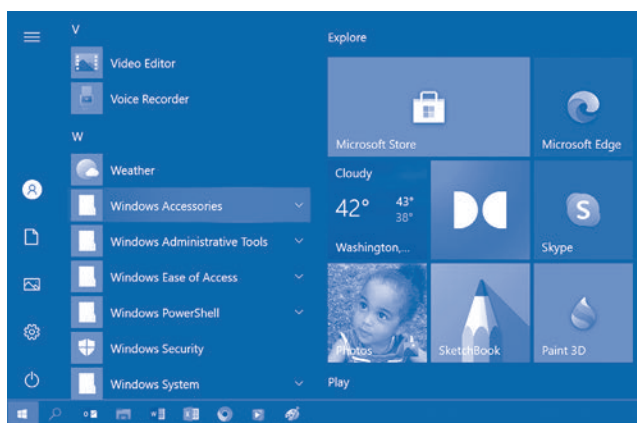 V
Video Editor
Voice Recorder
W
Weather
Windows Accessories
Windows Administrative Tools
Windows Ease of Access
Windows PowerShell
Windows Security
Windows System
Explore
Microsoft Store
Microsoft Edge
Cloudy
42° 43°
38°
Washington,...
Skype
Photos
SketchBook
Paint 3D
Play